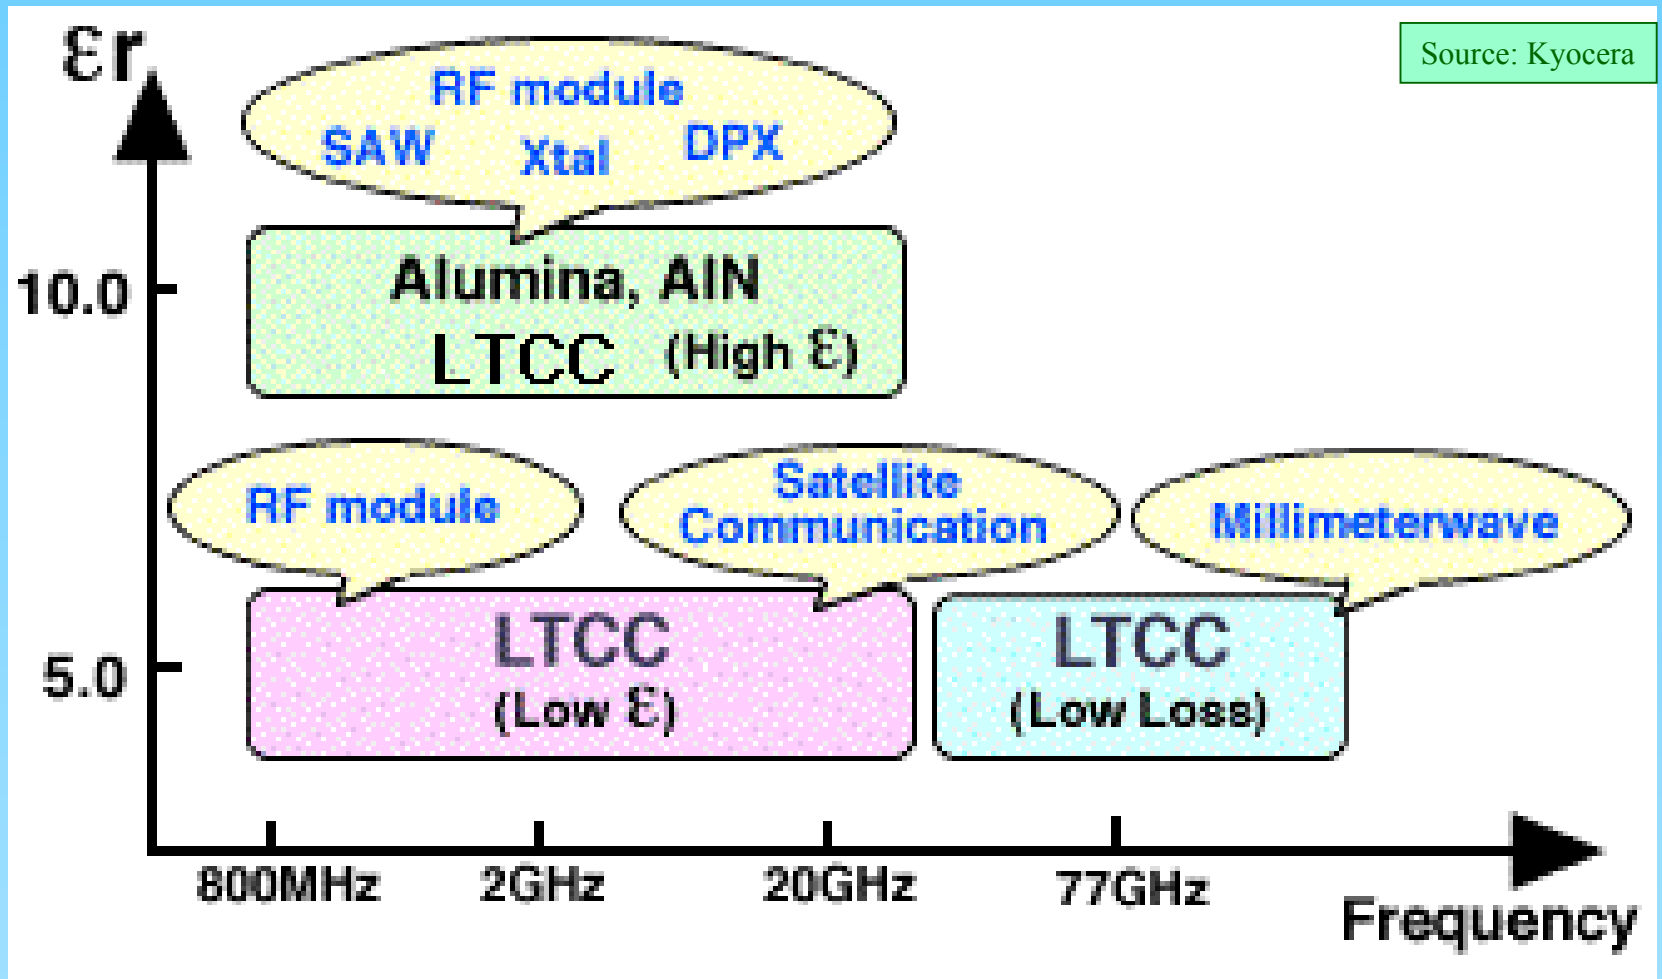 εr
Source: Kyocera
RF module
SAW Xtal DPX
Alumina, AlN
LTCC (High ε)
10.0
RF module
Satellite
Communication
Millimeterwave
LTCC
(Low ε)
LTCC
(Low Loss)
5.0
800MHz 2GHz 20GHz 77GHz
Frequency